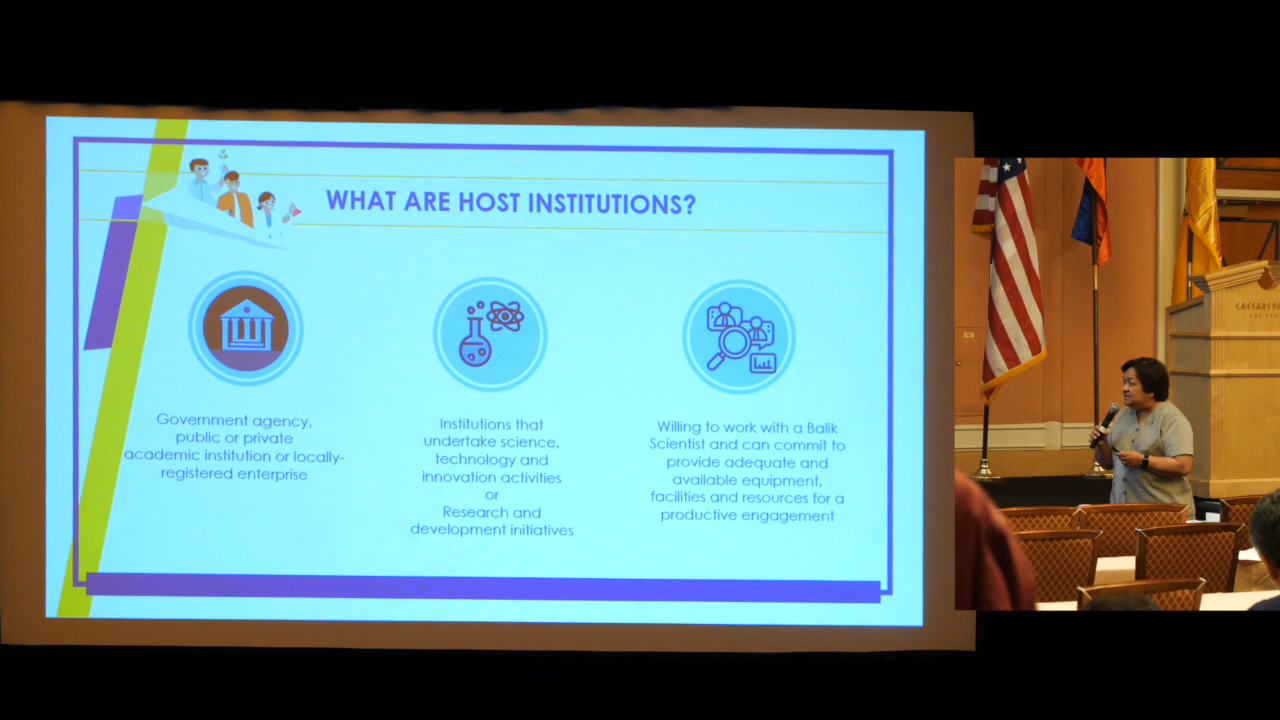 WHAT ARE HOST INSTITUTIONS?
Government agency,
public or private
academic institution or locally-
registered enterprise
Institutions that
undertake science,
technology and
innovation activities
or
Research and
development initiatives
Willing to work with a Balik
Scientist and can commit to
provide adequate and
available equipment,
facilities and resources for a
productive engagement
CAESARS